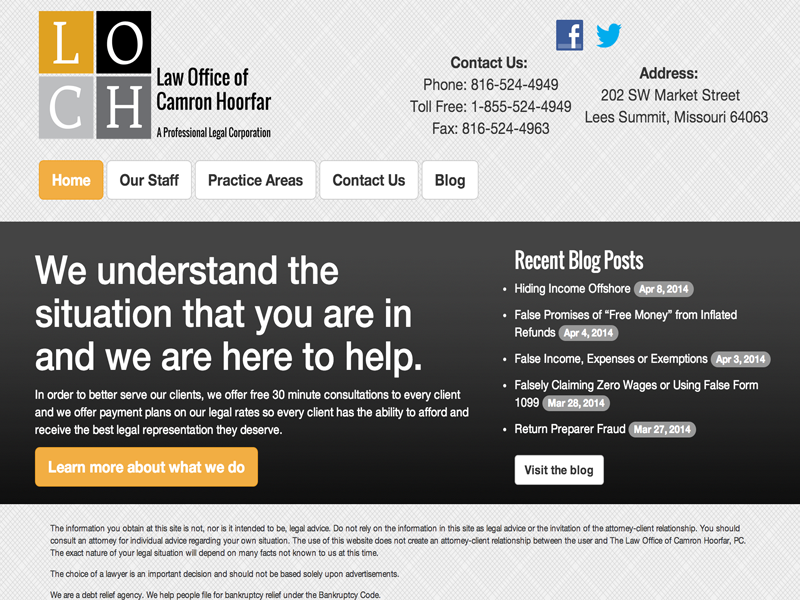 L O
C H
Law Office of
Camron Hoorfar
A Professional Legal Corporation
Contact Us:
Phone: 816-524-4949
Toll Free: 1-855-524-4949
Fax: 816-524-4963
Address:
202 SW Market Street
Lees Summit, Missouri 64063
Home
Our Staff
Practice Areas
Contact Us
Blog
We understand the
situation that you are in
and we are here to help.
In order to better serve our clients, we offer free 30 minute consultations to every client
and we offer payment plans on our legal rates so every client has the ability to afford and
receive the best legal representation they deserve.
Learn more about what we do
Recent Blog Posts
Hiding Income Offshore Apr 8, 2014
False Promises of “Free Money” from Inflated
Refunds Apr 4, 2014
False Income, Expenses or Exemptions Apr 3, 2014
Falsely Claiming Zero Wages or Using False Form
1099 Mar 28, 2014
Return Preparer Fraud Mar 27, 2014
Visit the blog
The information you obtain at this site is not, nor is it intended to be, legal advice. Do not rely on the information in this site as legal advice or the invitation of the attorney-client relationship. You should
consult an attorney for individual advice regarding your own situation. The use of this website does not create an attorney-client relationship between the user and The Law Office of Camron Hoorfar, PC.
The exact nature of your legal situation will depend on many facts not known to us at this time.
The choice of a lawyer is an important decision and should not be based solely upon advertisements.
We are a debt relief agency. We help people file for bankruptcy relief under the Bankruptcy Code.